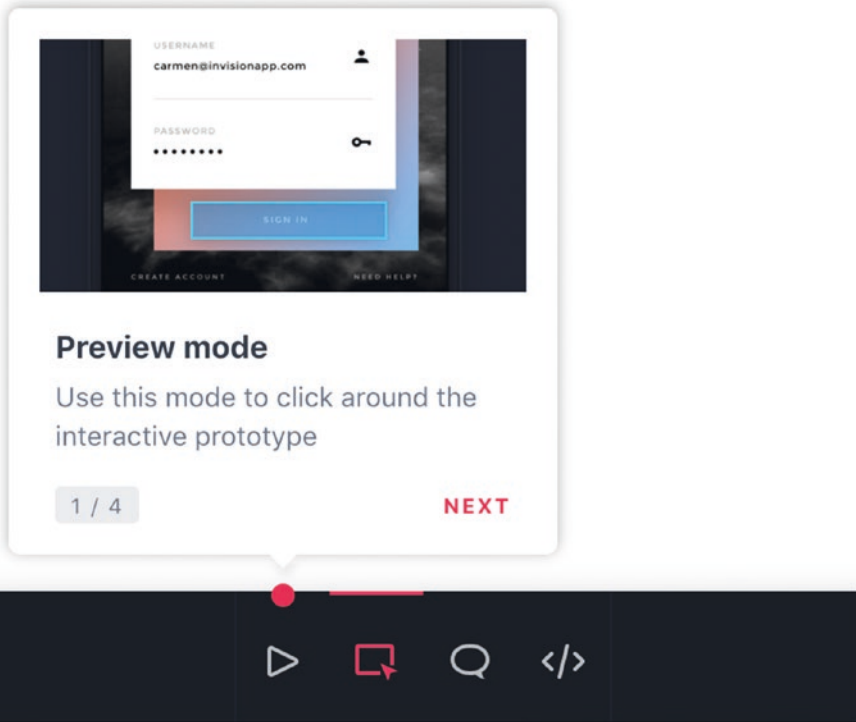 USERNAME
carmen@invisionapp.com
PASSWORD
SIGN IN
CREATE ACCOUNT NEED HELP?
Preview mode
Use this mode to click around the
interactive prototype
1 / 4 NEXT